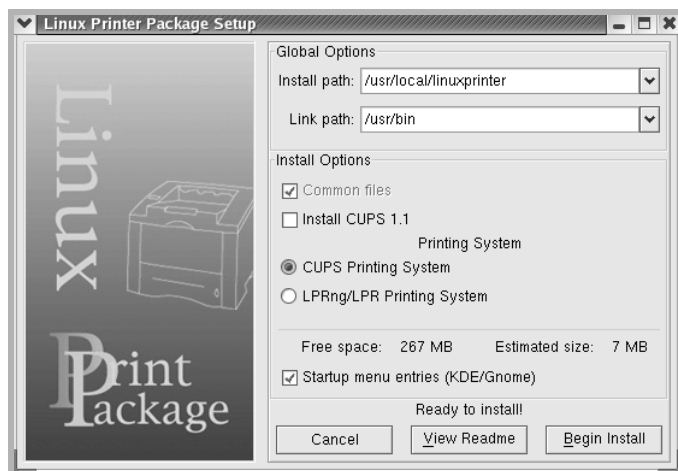 Linux Printer Package Setup
Linux
Print
Package
Global Options
Install path: /usr/local/linuxprinter
Link path: /usr/bin
Install Options
Common files
Install CUPS 1.1
Printing System
CUPS Printing System
LPRng/LPR Printing System
Free space: 267 MB Estimated size: 7 MB
Startup menu entries (KDE/Gnome)
Ready to install!
Cancel View Readme Begin Install